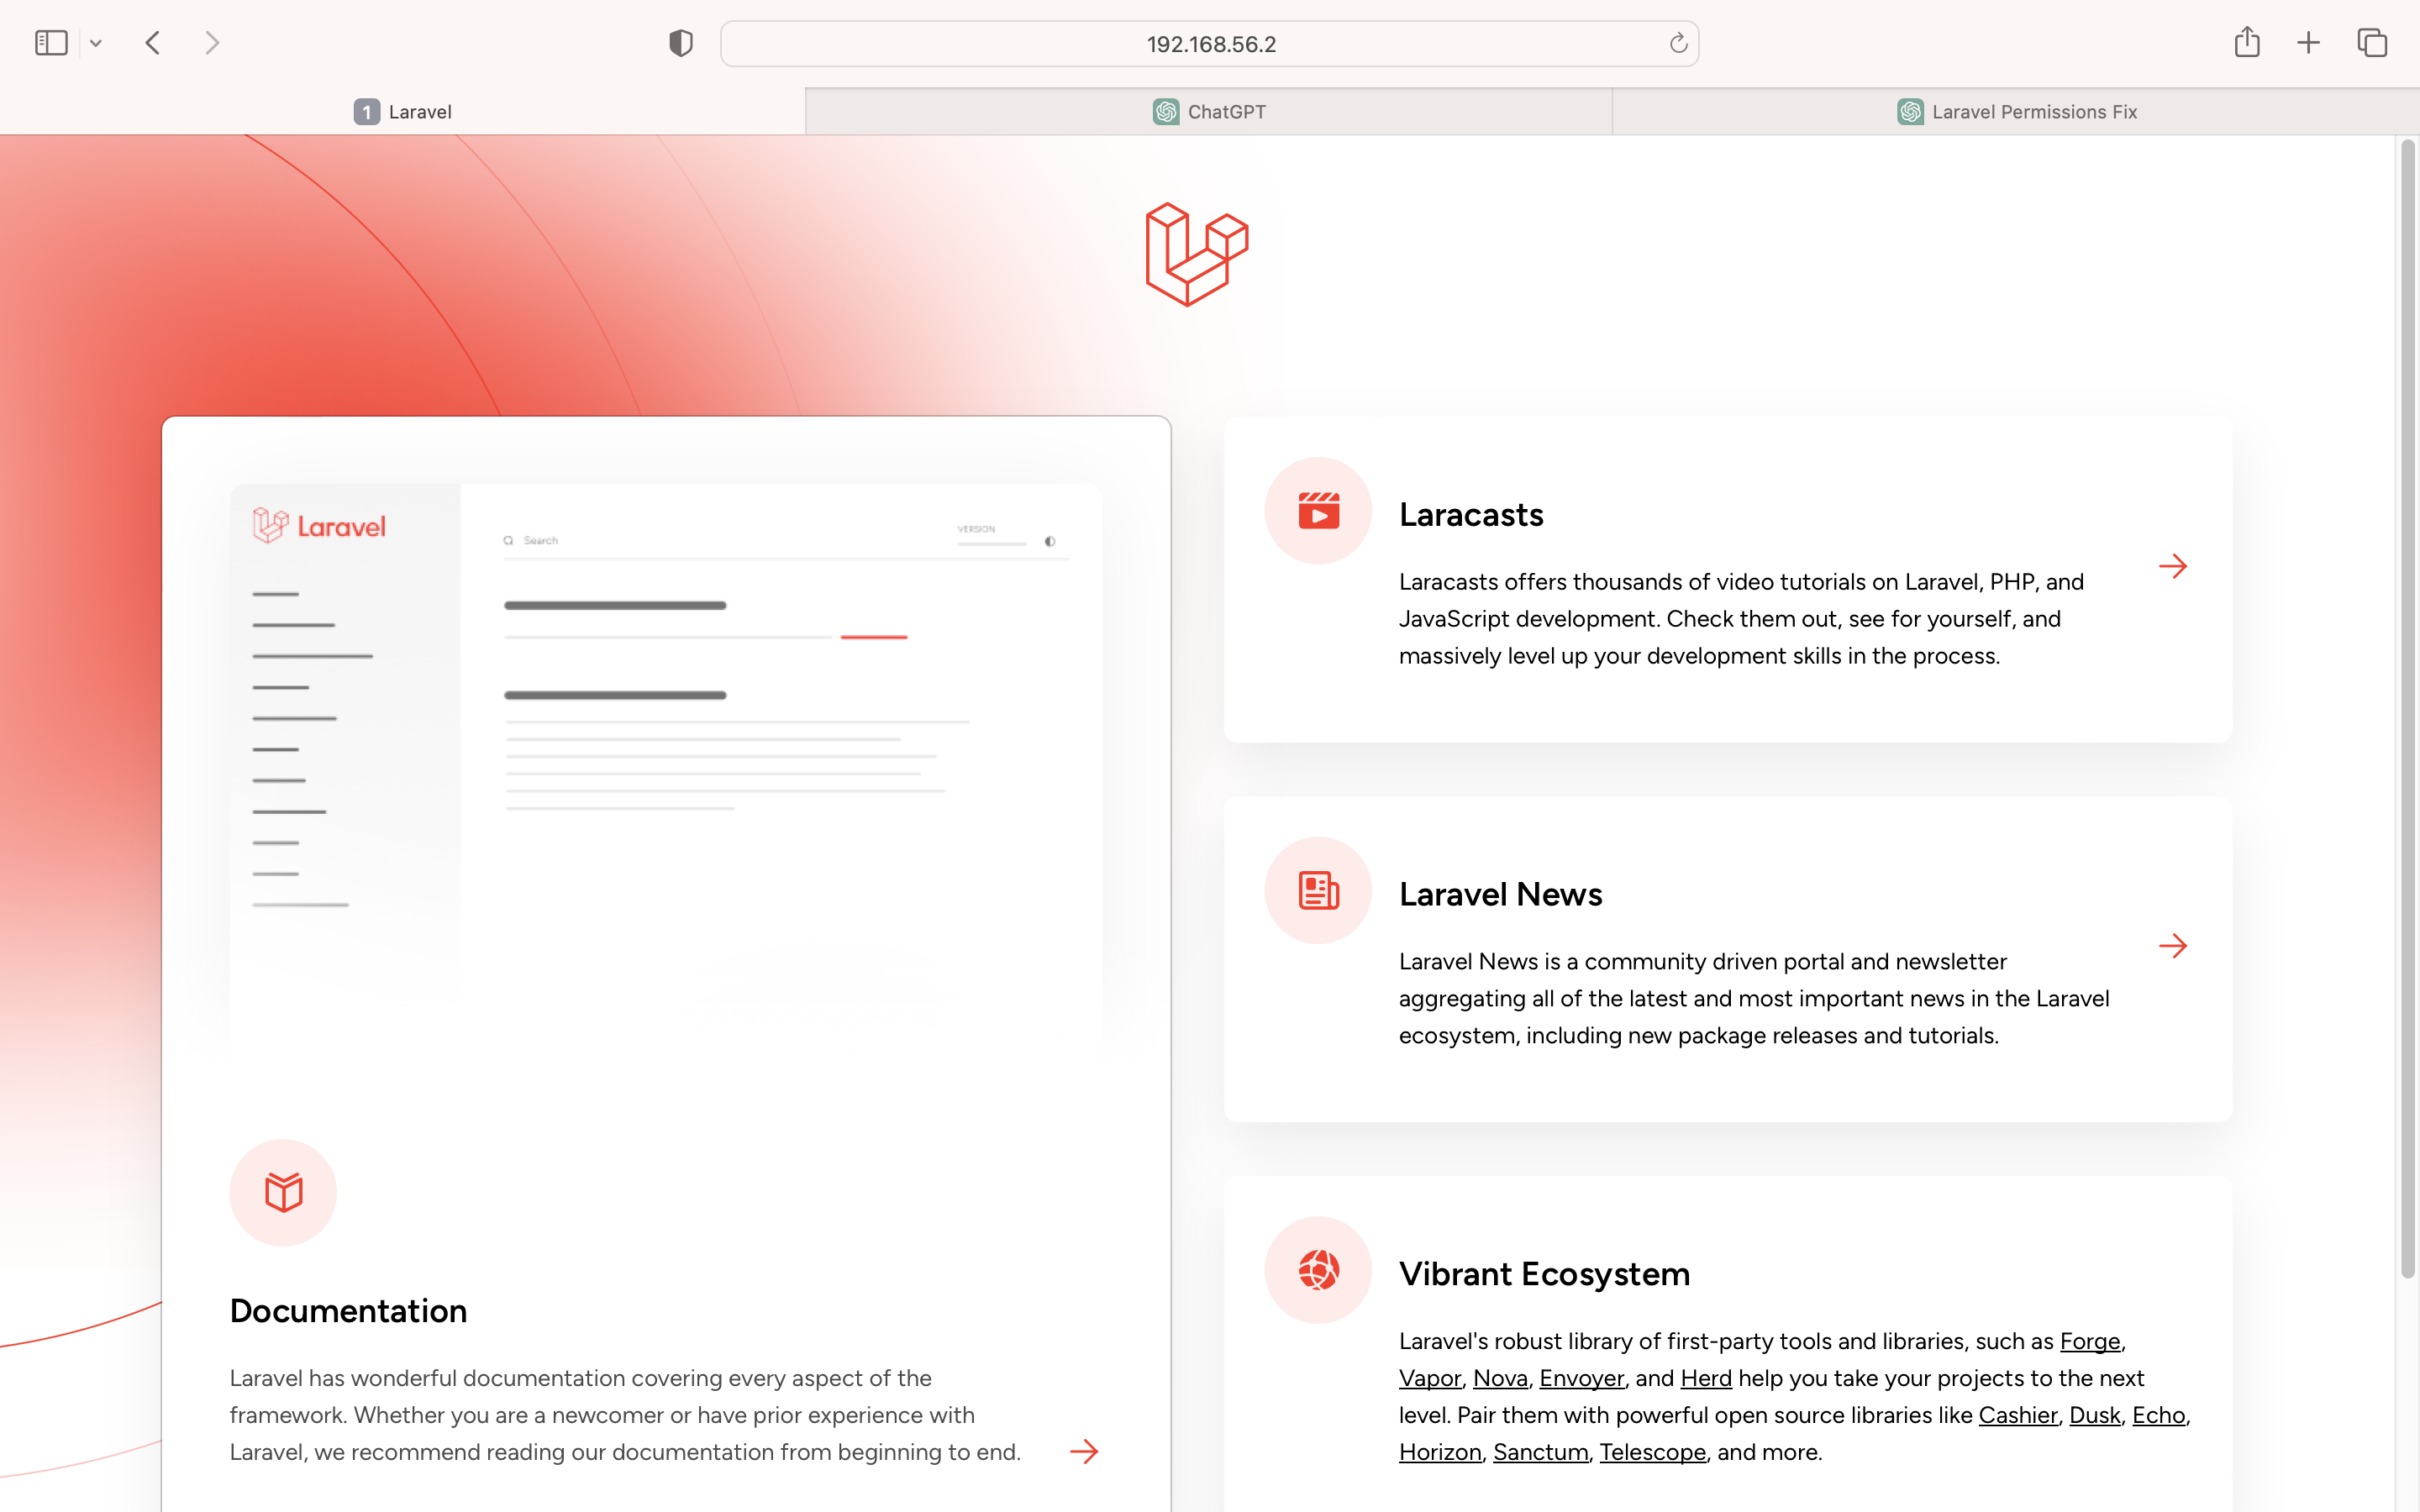 192.168.56.2
1 Laravel
ChatGPT
Laravel Permissions Fix
Laravel
Search
VERSION
Documentation
Laravel has wonderful documentation covering every aspect of the
framework. Whether you are a newcomer or have prior experience with
Laravel, we recommend reading our documentation from beginning to end.
Laracasts
Laracasts offers thousands of video tutorials on Laravel, PHP, and
JavaScript development. Check them out, see for yourself, and
massively level up your development skills in the process.
Laravel News
Laravel News is a community driven portal and newsletter
aggregating all of the latest and most important news in the Laravel
ecosystem, including new package releases and tutorials.
Vibrant Ecosystem
Laravel's robust library of first-party tools and libraries, such as Forge,
Vapor, Nova, Envoyer, and Herd help you take your projects to the next
level. Pair them with powerful open source libraries like Cashier, Dusk, Echo,
Horizon, Sanctum, Telescope, and more.